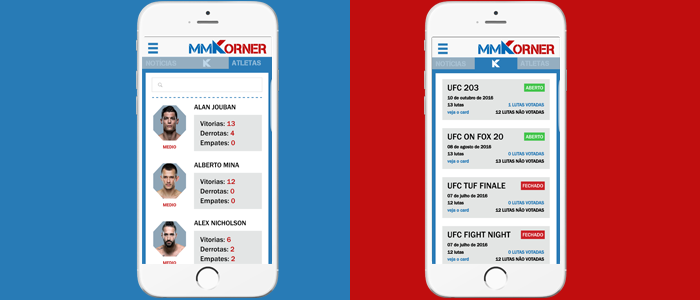 MMKORNER
NOTÍCIAS K ATLETAS
ALAN JOUBAN
Vitorias: 13
Derrotas: 4
Empates: 0
MEDIO
ALBERTO MINA
Vitorias: 12
Derrotas: 0
Empates: 0
MEDIO
ALEX NICHOLSON
Vitorias: 6
Derrotas: 2
Empates: 2
MEDIO
MMKORNER
NOTÍCIAS K ATLETAS
UFC 203 ABERTO
10 de outubro de 2016
13 lutas 1 LUTAS VOTADAS
veja o card 12 LUTAS NÃO VOTADAS
UFC ON FOX 20 ABERTO
08 de agosto de 2016
13 lutas 0 LUTAS VOTADAS
veja o card 13 LUTAS NÃO VOTADAS
UFC TUF FINALE FECHADO
07 de julho de 2016
12 lutas 0 LUTAS VOTADAS
veja o card 12 LUTAS NÃO VOTADAS
UFC FIGHT NIGHT FECHADO
07 de julho de 2016
12 lutas 0 LUTAS VOTADAS
veja o card 12 LUTAS NÃO VOTADAS